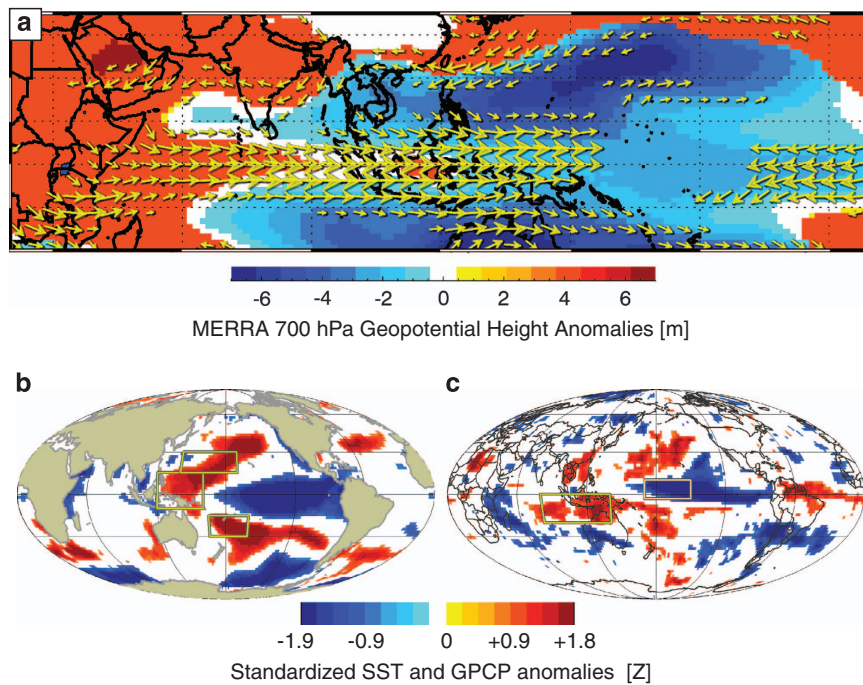 a
-6 -4 -2 0 2 4 6
MERRA 700 hPa Geopotential Height Anomalies [m]
b c
-1.9 -0.9 0 +0.9 +1.8
Standardized SST and GPCP anomalies [Z]